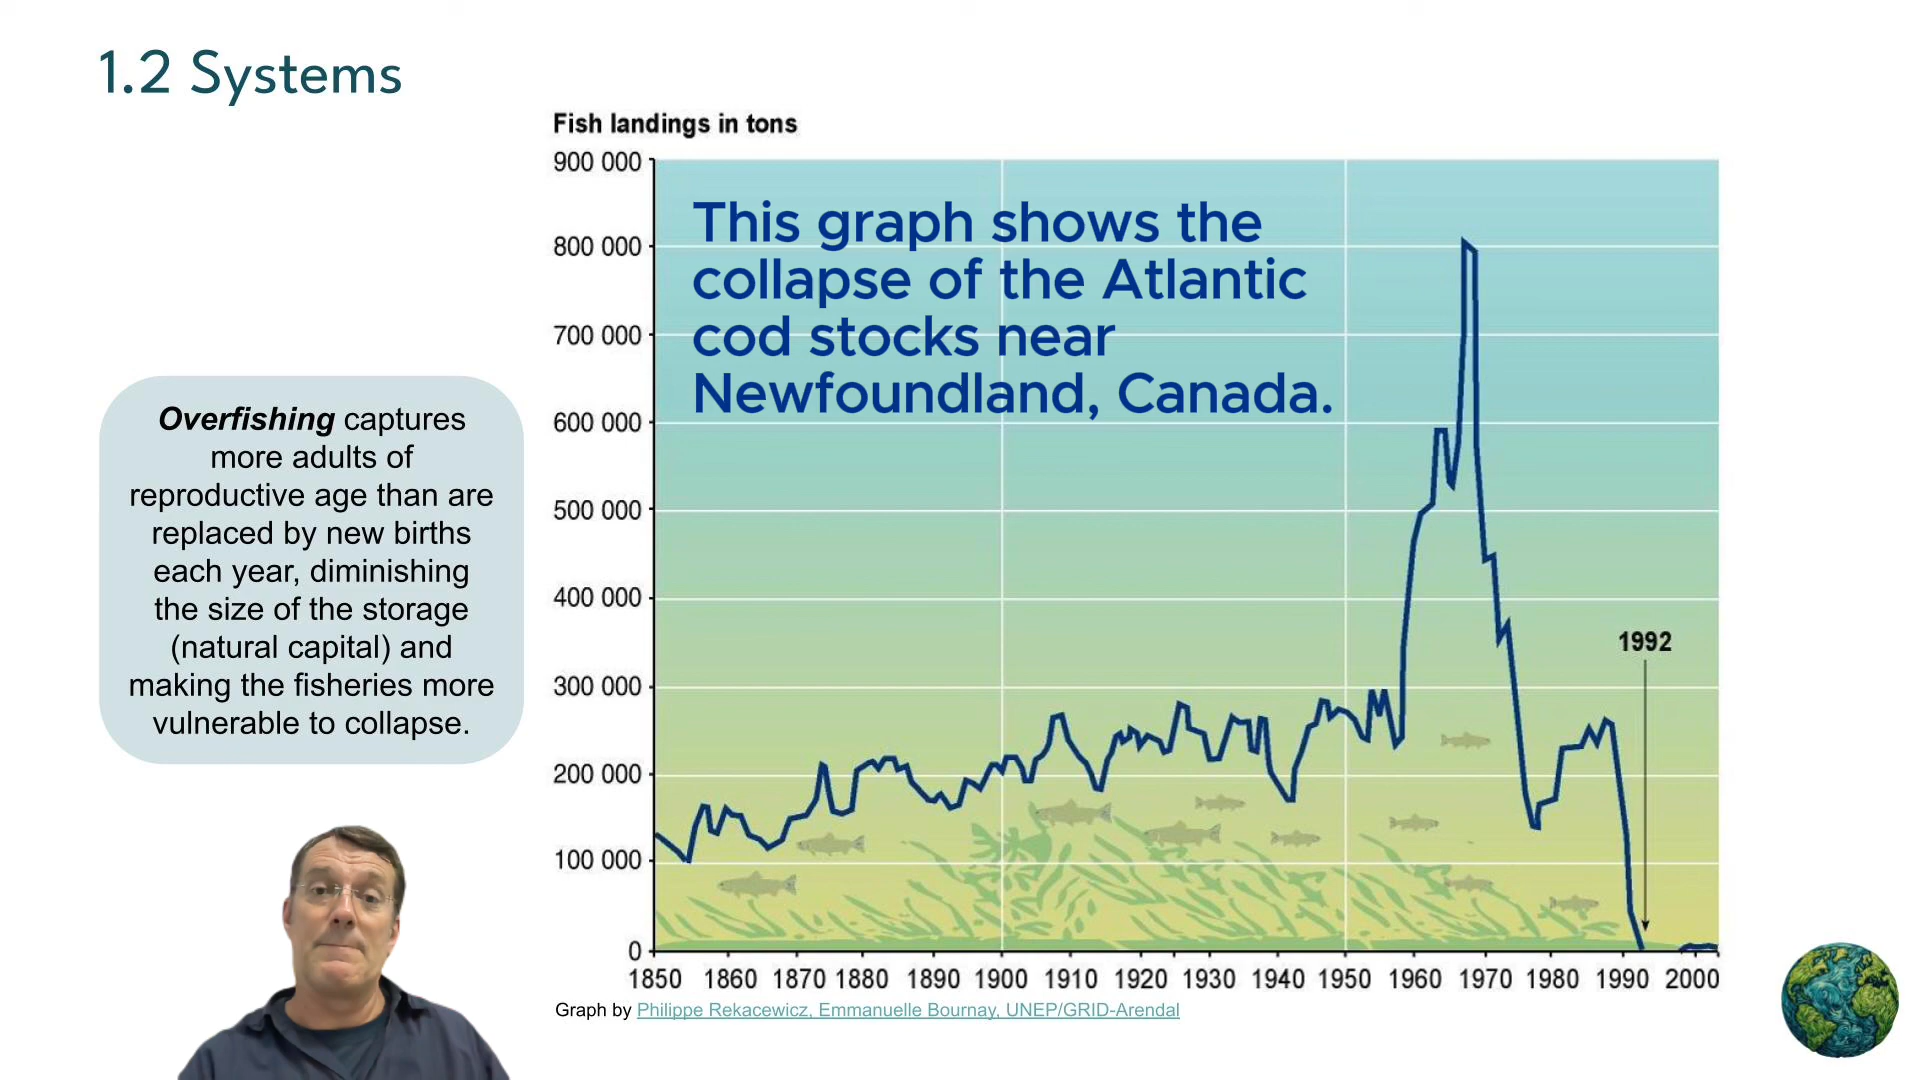 1.2 Systems
Fish landings in tons
900 000
800 000
700 000
600 000
500 000
400 000
300 000
200 000
100 000
0
This graph shows the
collapse of the Atlantic
cod stocks near
Newfoundland, Canada.
1992
1850 1860 1870 1880 1890 1900 1910 1920 1930 1940 1950 1960 1970 1980 1990 2000
Graph by Philippe Rekacewicz, Emmanuelle Bournay, UNEP/GRID-Arendal
Overfishing captures
more adults of
reproductive age than are
replaced by new births
each year, diminishing
the size of the storage
(natural capital) and
making the fisheries more
vulnerable to collapse.